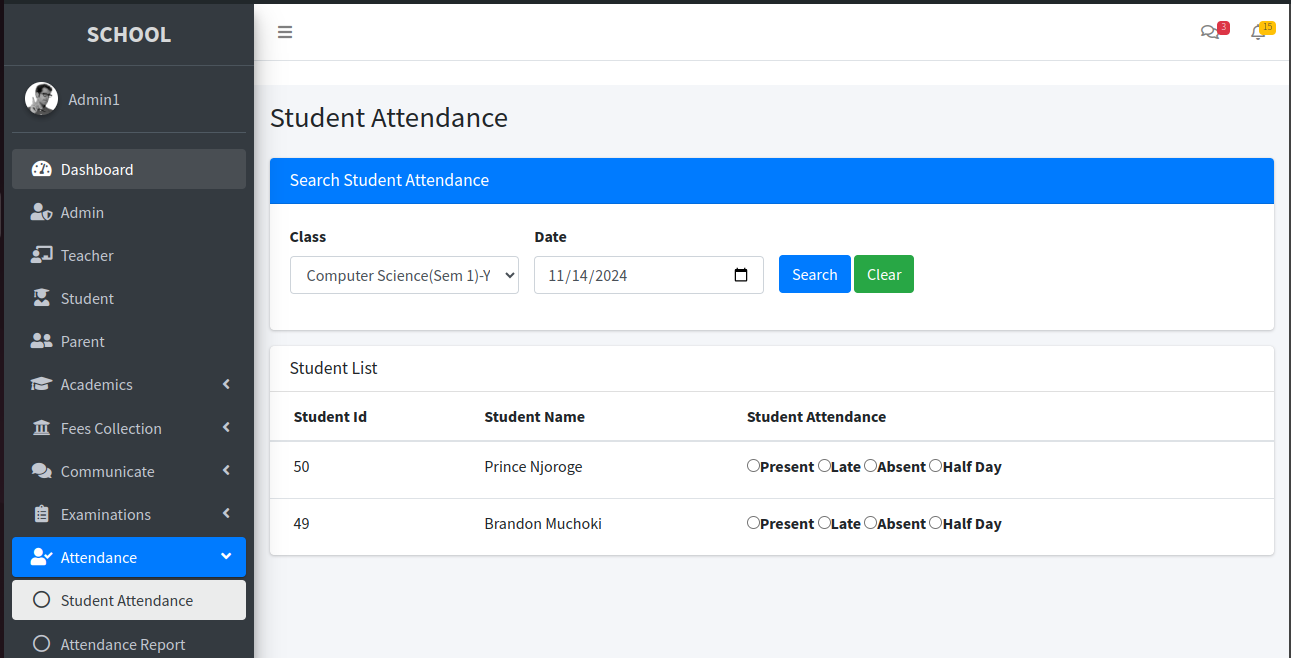 SCHOOL
3
15
Admin1
Dashboard
Admin
Teacher
Student
Parent
Academics
Fees Collection
Communicate
Examinations
Attendance
Student Attendance
Attendance Report
Student Attendance
Search Student Attendance
Class Date
Computer Science(Sem 1)-Y 11/14/2024 Search Clear
Student List
Student Id Student Name Student Attendance
50 Prince Njoroge Present Late Absent Half Day
49 Brandon Muchoki Present Late Absent Half Day